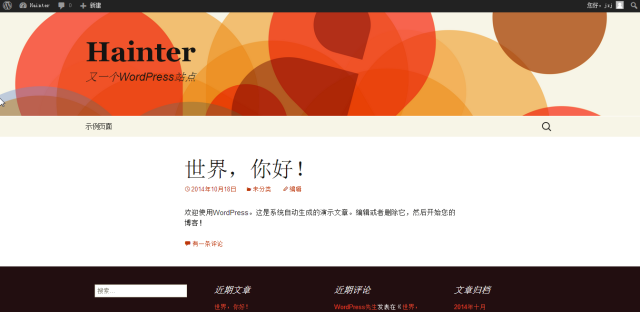 Hainter
0
新建
您好，jxj
Hainter
又一个WordPress站点
示例页面
世界，你好！
2014年10月18日 未分类 编辑
欢迎使用WordPress。这是系统自动生成的演示文章。编辑或者删除它，然后开始您的
博客！
有一条评论
搜索…
近期文章
近期评论
文章归档
世界，你好！
WordPress先生发表在《世界，
2014年十月